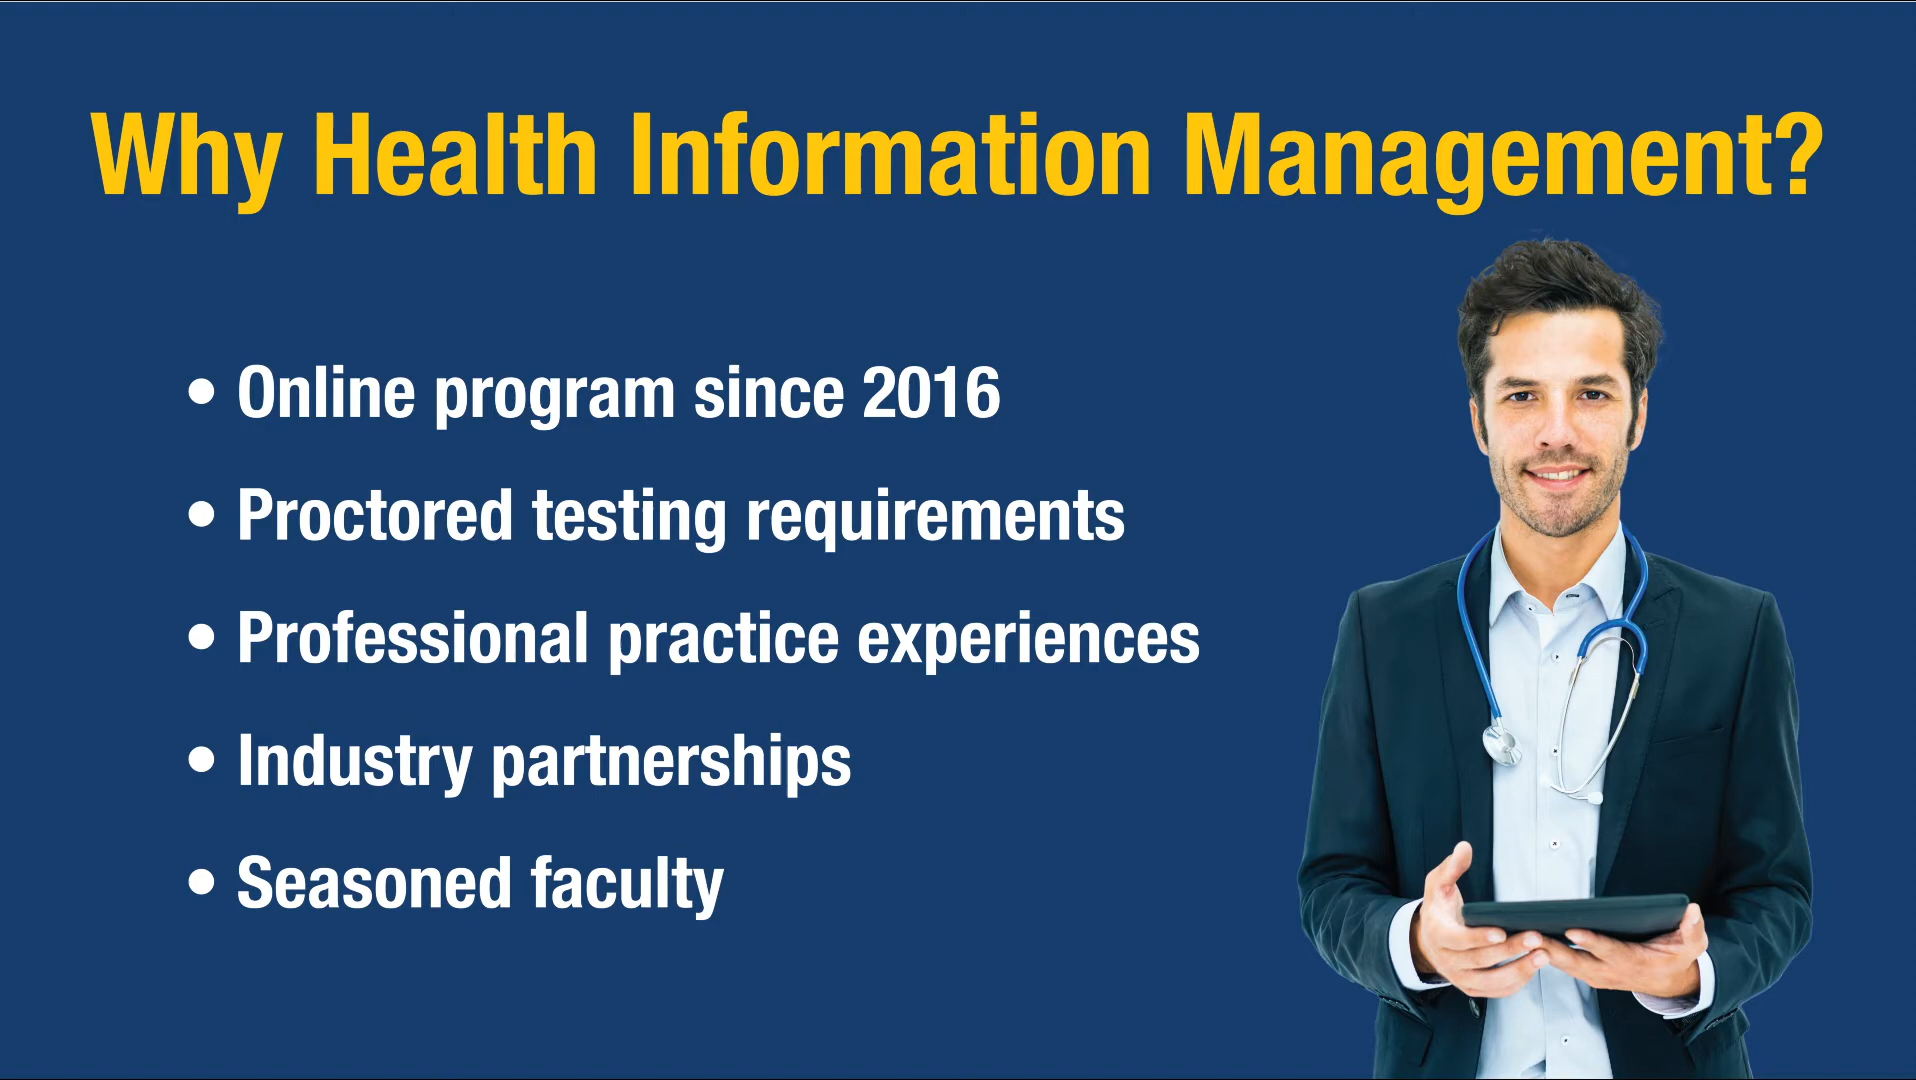 Why Health Information Management?
• Online program since 2016
• Proctored testing requirements
• Professional practice experiences
• Industry partnerships
• Seasoned faculty